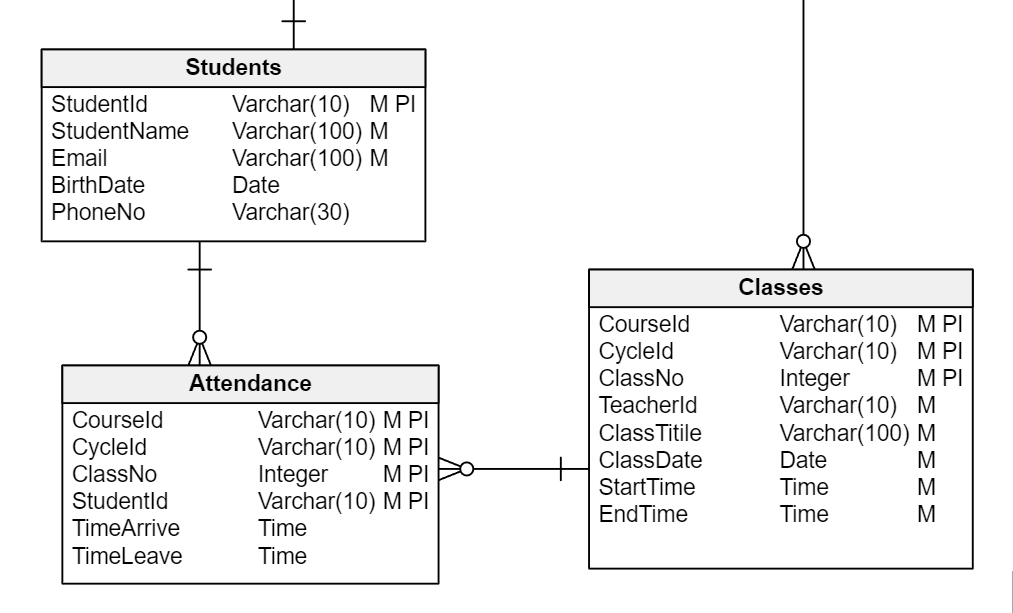 Students
StudentId Varchar(10) M PI
StudentName Varchar(100) M
Email Varchar(100) M
BirthDate Date
PhoneNo Varchar(30)
Classes
CourseId Varchar(10) M PI
CycleId Varchar(10) M PI
ClassNo Integer M PI
TeacherId Varchar(10) M
ClassTitile Varchar(100) M
ClassDate Date M
StartTime Time M
EndTime Time M
Attendance
CourseId Varchar(10) M PI
CycleId Varchar(10) M PI
ClassNo Integer M PI
StudentId Varchar(10) M PI
TimeArrive Time
TimeLeave Time